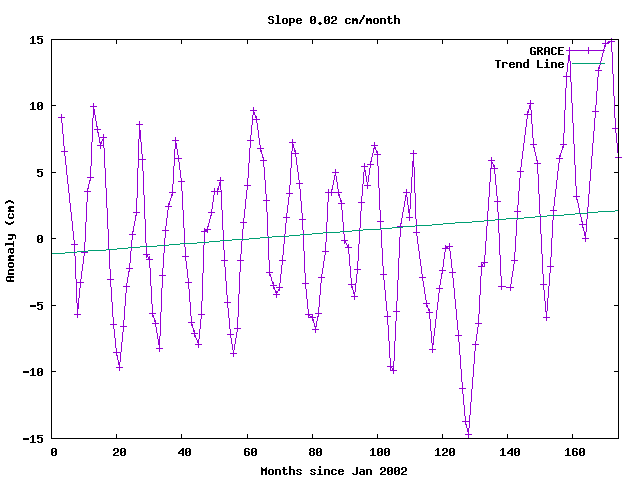 Slope 0.02 cm/month
15
10
5
0
-5
-10
-15
Anomaly (cm)
GRACE
Trend Line
0 20 40 60 80 100 120 140 160
Months since Jan 2002